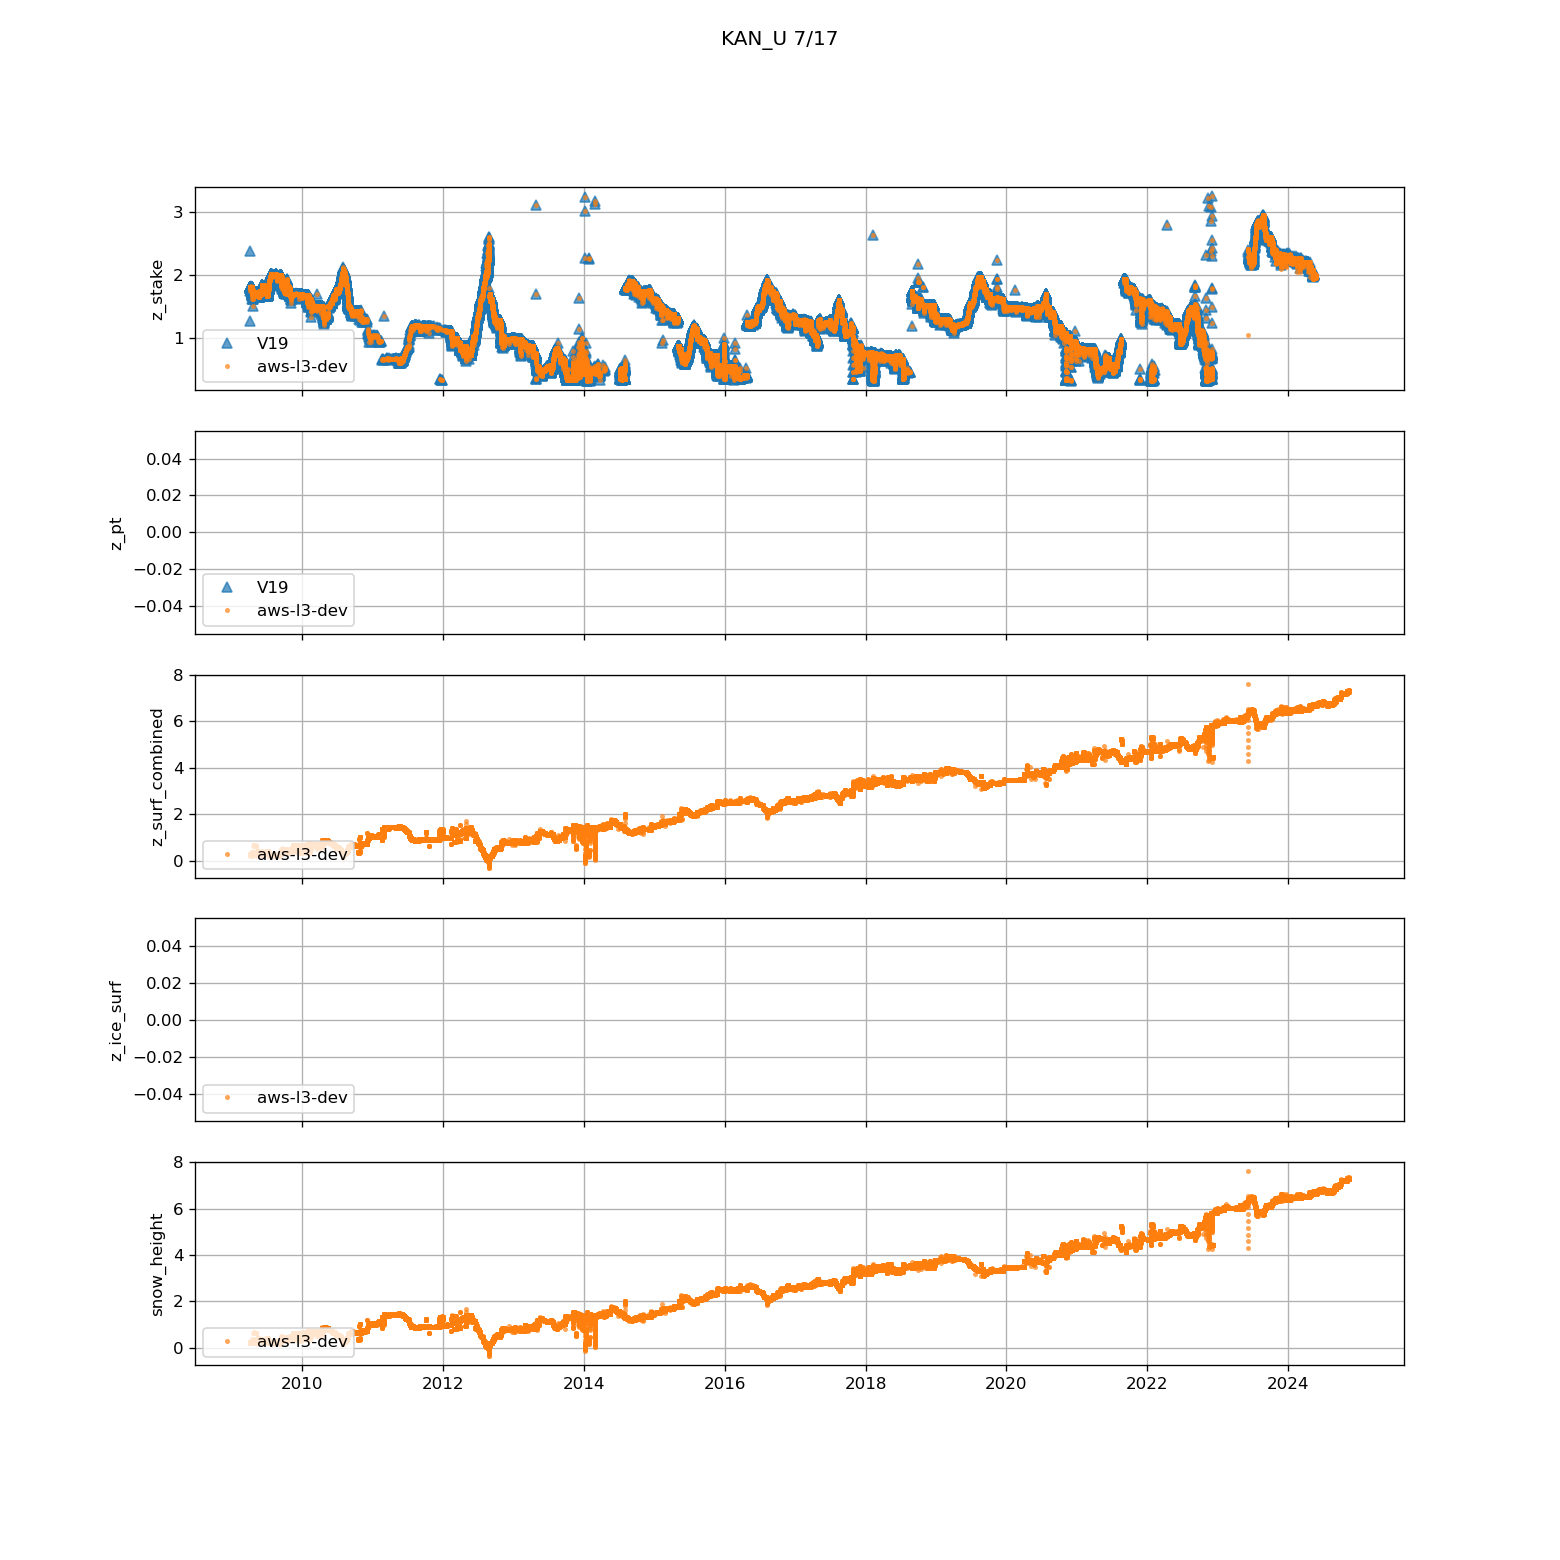 KAN_U 7/17
3
2
1
z_stake
V19
aws-l3-dev
0.04
0.02
0.00
−0.02
−0.04
z_pt
V19
aws-l3-dev
8
6
4
2
0
z_surf_combined
aws-l3-dev
0.04
0.02
0.00
−0.02
−0.04
z_ice_surf
aws-l3-dev
8
6
4
2
0
snow_height
aws-l3-dev
2010 2012 2014 2016 2018 2020 2022 2024